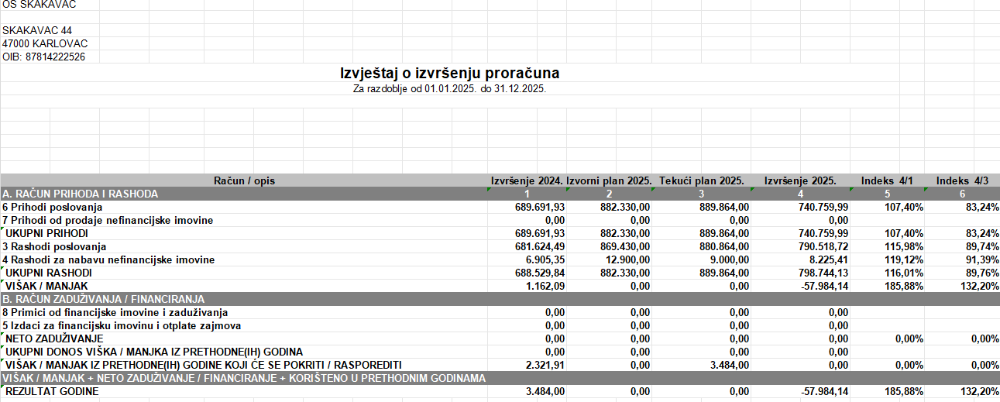 OŠ SKAKAVAC
SKAKAVAC 44
47000 KARLOVAC
OIB: 87814222526
Izvještaj o izvršenju proračuna
Za razdoblje od 01.01.2025. do 31.12.2025.
Račun / opis Izvršenje 2024. Izvorni plan 2025. Tekući plan 2025. Izvršenje 2025. Indeks 4/1 Indeks 4/3
A. RAČUN PRIHODA I RASHODA 1 2 3 4 5 6
6 Prihodi poslovanja 689.691,93 882.330,00 889.864,00 740.759,99 107,40% 83,24%
7 Prihodi od prodaje nefinancijske imovine 0,00 0,00 0,00 0,00
UKUPNI PRIHODI 689.691,93 882.330,00 889.864,00 740.759,99 107,40% 83,24%
3 Rashodi poslovanja 681.624,49 869.430,00 880.864,00 790.518,72 115,98% 89,74%
4 Rashodi za nabavu nefinancijske imovine 6.905,35 12.900,00 9.000,00 8.225,41 119,12% 91,39%
UKUPNI RASHODI 688.529,84 882.330,00 889.864,00 798.744,13 116,01% 89,76%
VIŠAK / MANJAK 1.162,09 0,00 0,00 -57.984,14 185,88% 132,20%
B. RAČUN ZADUŽIVANJA / FINANCIRANJA
8 Primici od financijske imovine i zaduživanja 0,00 0,00 0,00 0,00
5 Izdaci za financijsku imovinu i otplate zajmova 0,00 0,00 0,00 0,00
NETO ZADUŽIVANJE 0,00 0,00 0,00 0,00 0,00% 0,00%
UKUPNI DONOS VIŠKA / MANJKA IZ PRETHODNE(IH) GODINA 0,00 0,00 0,00 0,00
VIŠAK / MANJAK IZ PRETHODNE(IH) GODINE KOJI ĆE SE POKRITI / RASPOREDITI 2.321,91 0,00 3.484,00 0,00 0,00% 0,00%
VIŠAK / MANJAK + NETO ZADUŽIVANJE / FINANCIRANJE + KORIŠTENO U PRETHODNIM GODINAMA
REZULTAT GODINE 3.484,00 0,00 0,00 -57.984,14 185,88% 132,20%